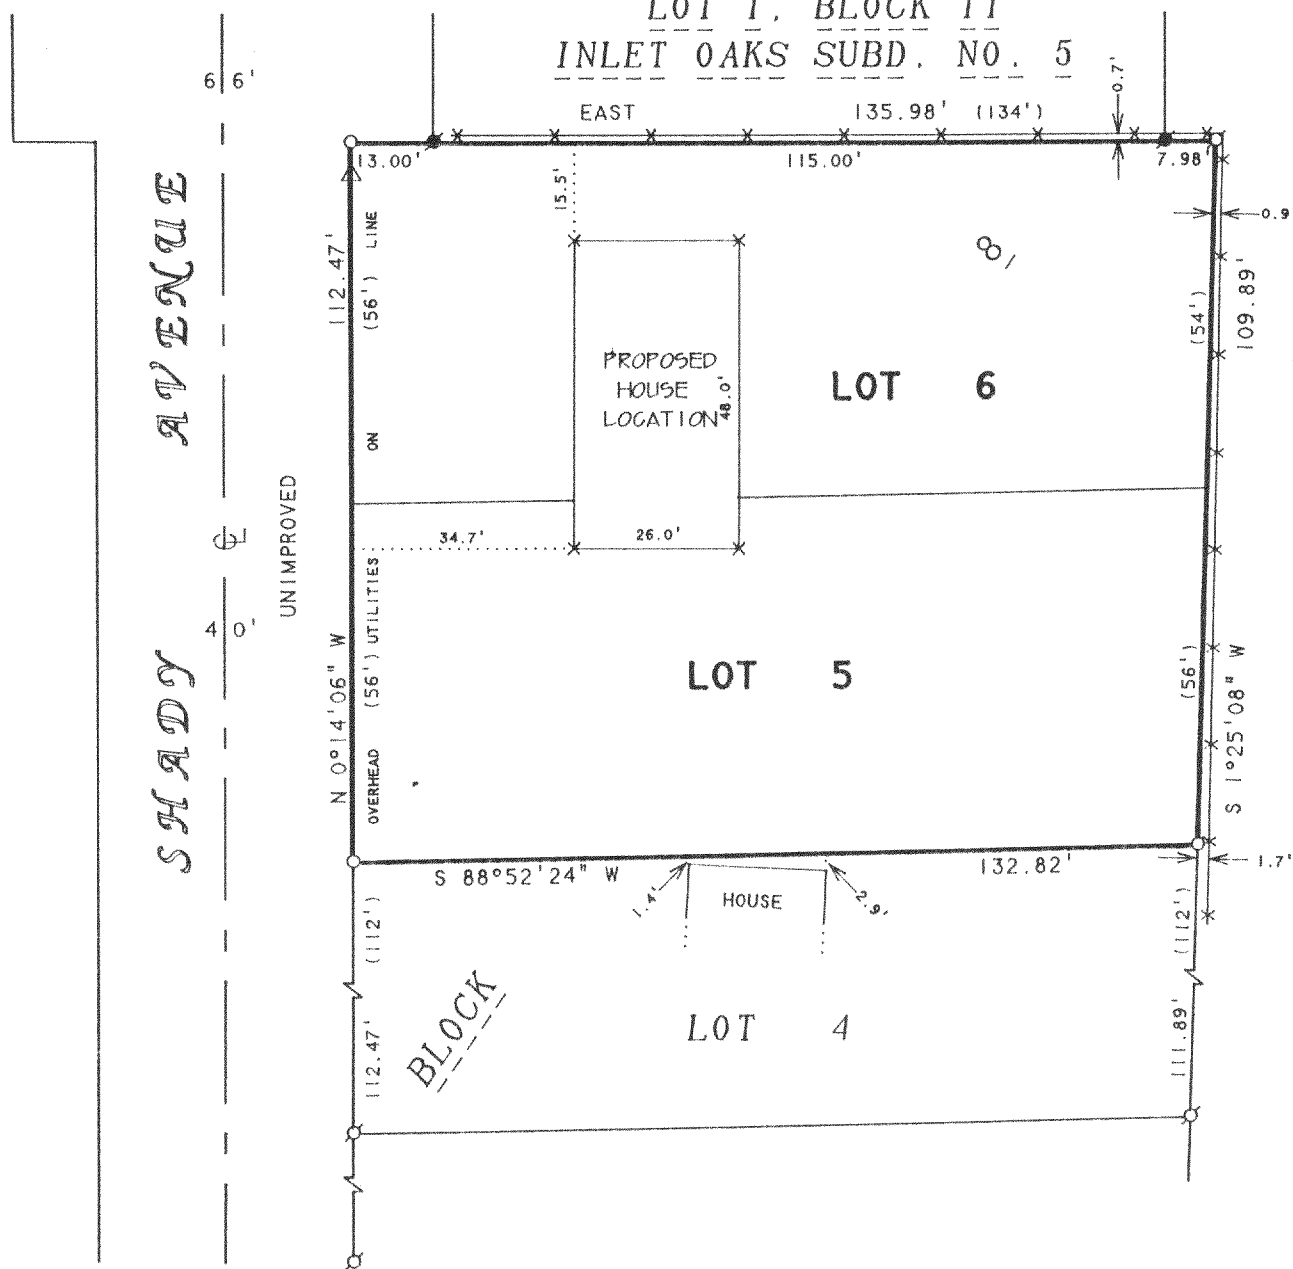 LOT 1, BLOCK 11
INLET OAKS SUBD. NO. 5
66'
0.7'
EAST 135.98' (134')
13.00' 115.00' 7.98'
15.5'
0.9
112.47'
(56') LINE
(54')
109.89'
AVENUE
PROPOSED
HOUSE
LOCATION
48.0'
LOT 6
ON
UNIMPROVED
34.7'
26.0'
40'
N 0°14'06" W
(56') UTILITIES
OVERHEAD
LOT 5
(56')
S 1°25'08" W
SHADY
S 88°52'24" W
132.82'
1.7'
1.4'
HOUSE
2.9'
(112')
(112')
BLOCK
LOT 4
112.47'
111.89'